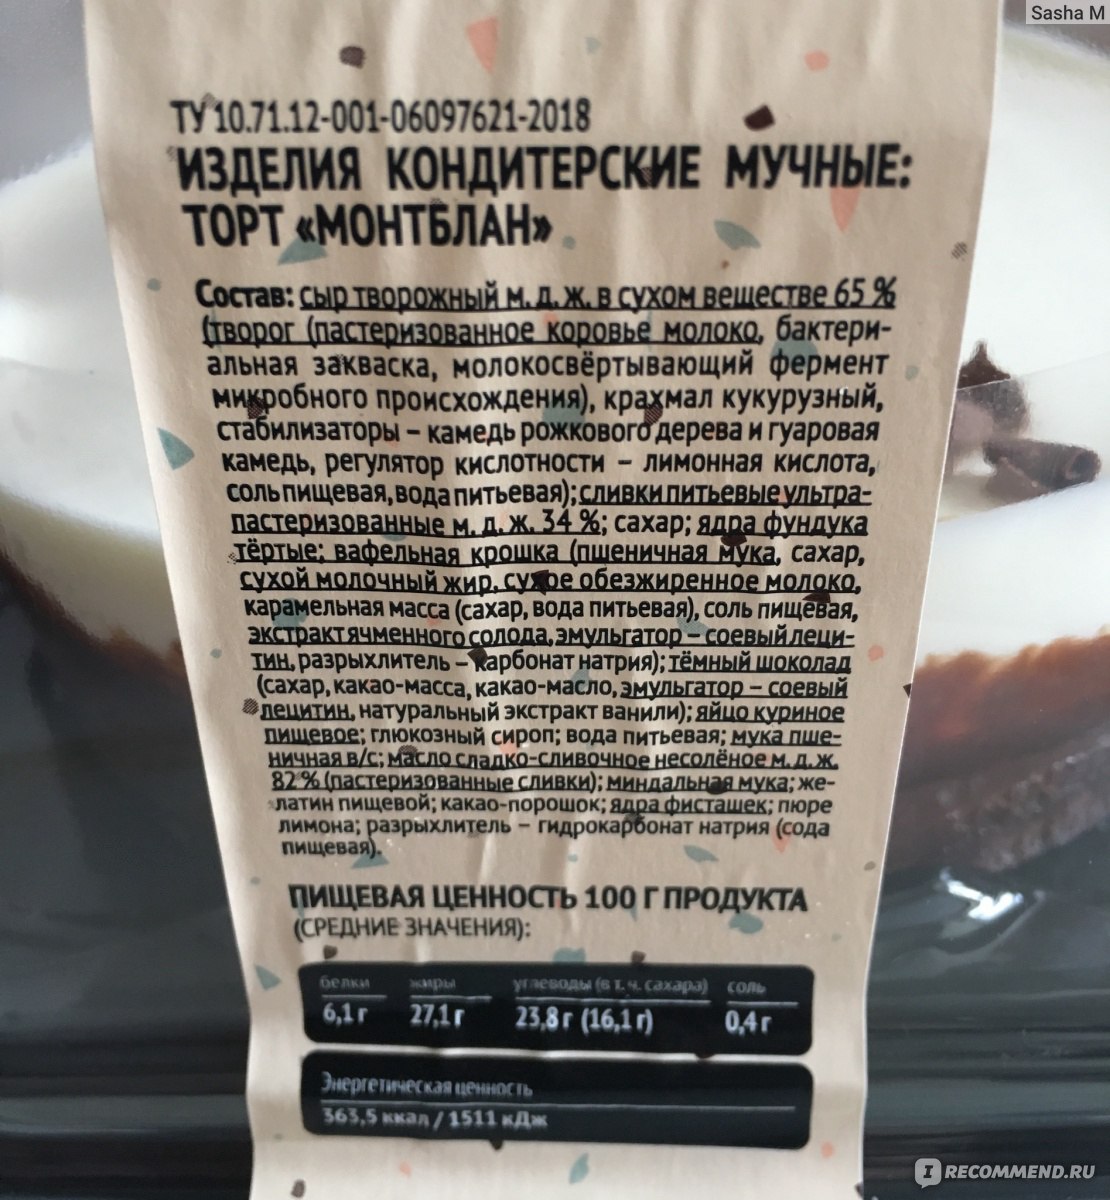 Sasha M
ТУ 10.71.12-001-06097621-2018
ИЗДЕЛИЯ КОНДИТЕРСКИЕ МУЧНЫЕ:
ТОРТ «МОНТБЛАН»
Состав: сыр творожный м. д. ж. в сухом веществе 65 %
(творог (пастеризованное коровье молоко, бактери-
альная закваска, молокосвёртывающий фермент
микробного происхождения), крахмал кукурузный,
стабилизаторы – камедь рожкового дерева и гуаровая
камедь, регулятор кислотности – лимонная кислота,
соль пищевая, вода питьевая); сливки питьевые ультра-
пастеризованные м. д. ж. 34 %; сахар; ядра фундука
тёртые; вафельная крошка (пшеничная мука, сахар,
сухой молочный жир, сухое обезжиренное молоко,
карамельная масса (сахар, вода питьевая), соль пищевая,
экстракт ячменного солода, эмульгатор – соевый леци-
тин, разрыхлитель – карбонат натрия); тёмный шоколад
(сахар, какао-масса, какао-масло, эмульгатор – соевый
лецитин, натуральный экстракт ванили); яйцо куриное
пищевое; глюкозный сироп; вода питьевая; мука пше-
ничная в/с; масло сладко-сливочное несолёное м. д. ж.
82 % (пастеризованные сливки); миндальная мука; же-
латин пищевой; какао-порошок; ядра фисташек; пюре
лимона; разрыхлитель – гидрокарбонат натрия (сода
пищевая).
ПИЩЕВАЯ ЦЕННОСТЬ 100 Г ПРОДУКТА
(СРЕДНИЕ ЗНАЧЕНИЯ):
белки жиры углеводы (в т. ч. сахара) соль
6,1 г 27,1 г 23,8 г (16,1 г) 0,4 г
Энергетическая ценность
363,5 ккал / 1511 кДж
IRECOMMEND.RU